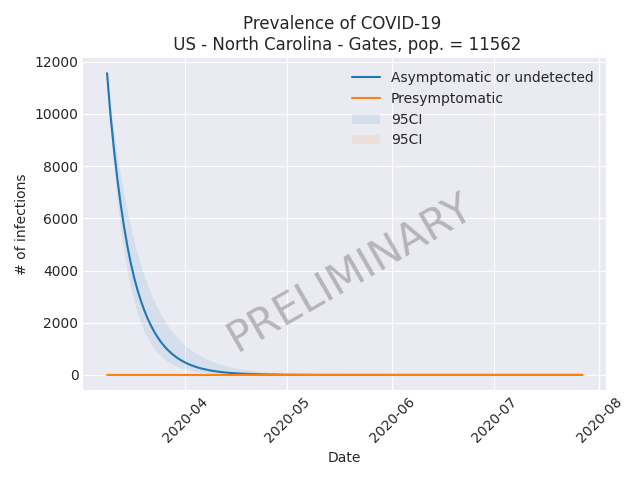 Prevalence of COVID-19
US - North Carolina - Gates, pop. = 11562
12000
10000
8000
6000
4000
2000
0
# of infections
Asymptomatic or undetected
Presymptomatic
95CI
95CI
PRELIMINARY
2020-04
2020-05
2020-06
2020-07
2020-08
Date